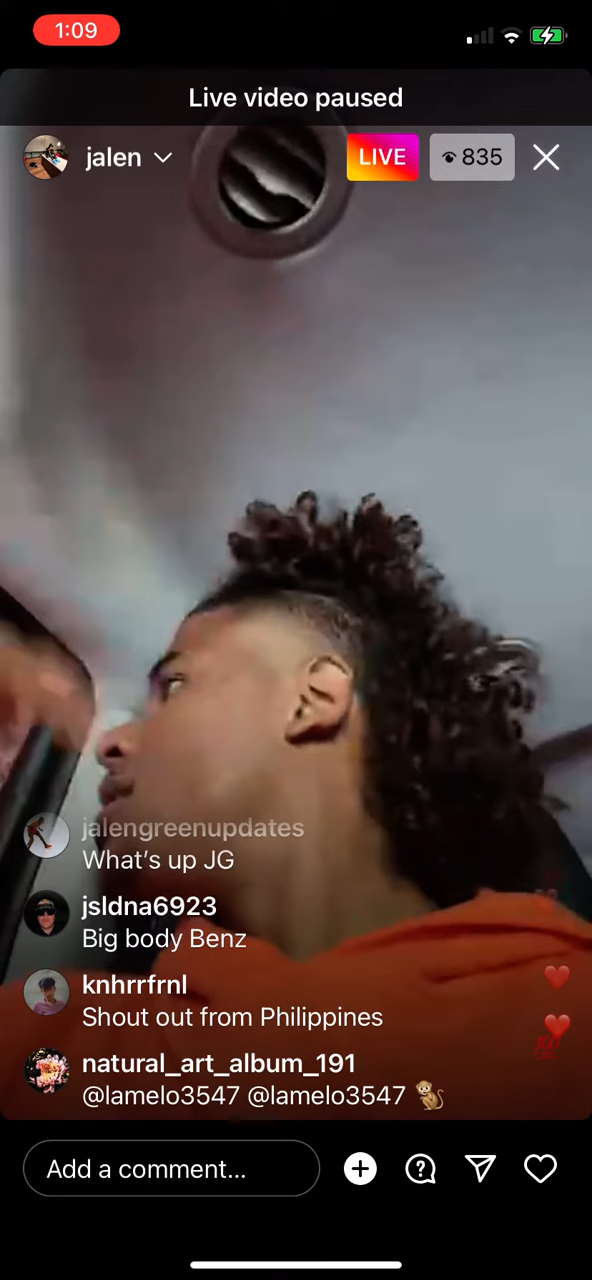 1:09
Live video paused
jalen
LIVE
835
jalengreenupdates
What's up JG
jsldna6923
Big body Benz
knhrrfrnl
Shout out from Philippines
natural_art_album_191
@lamelo3547 @lamelo3547 🐒
Add a comment...